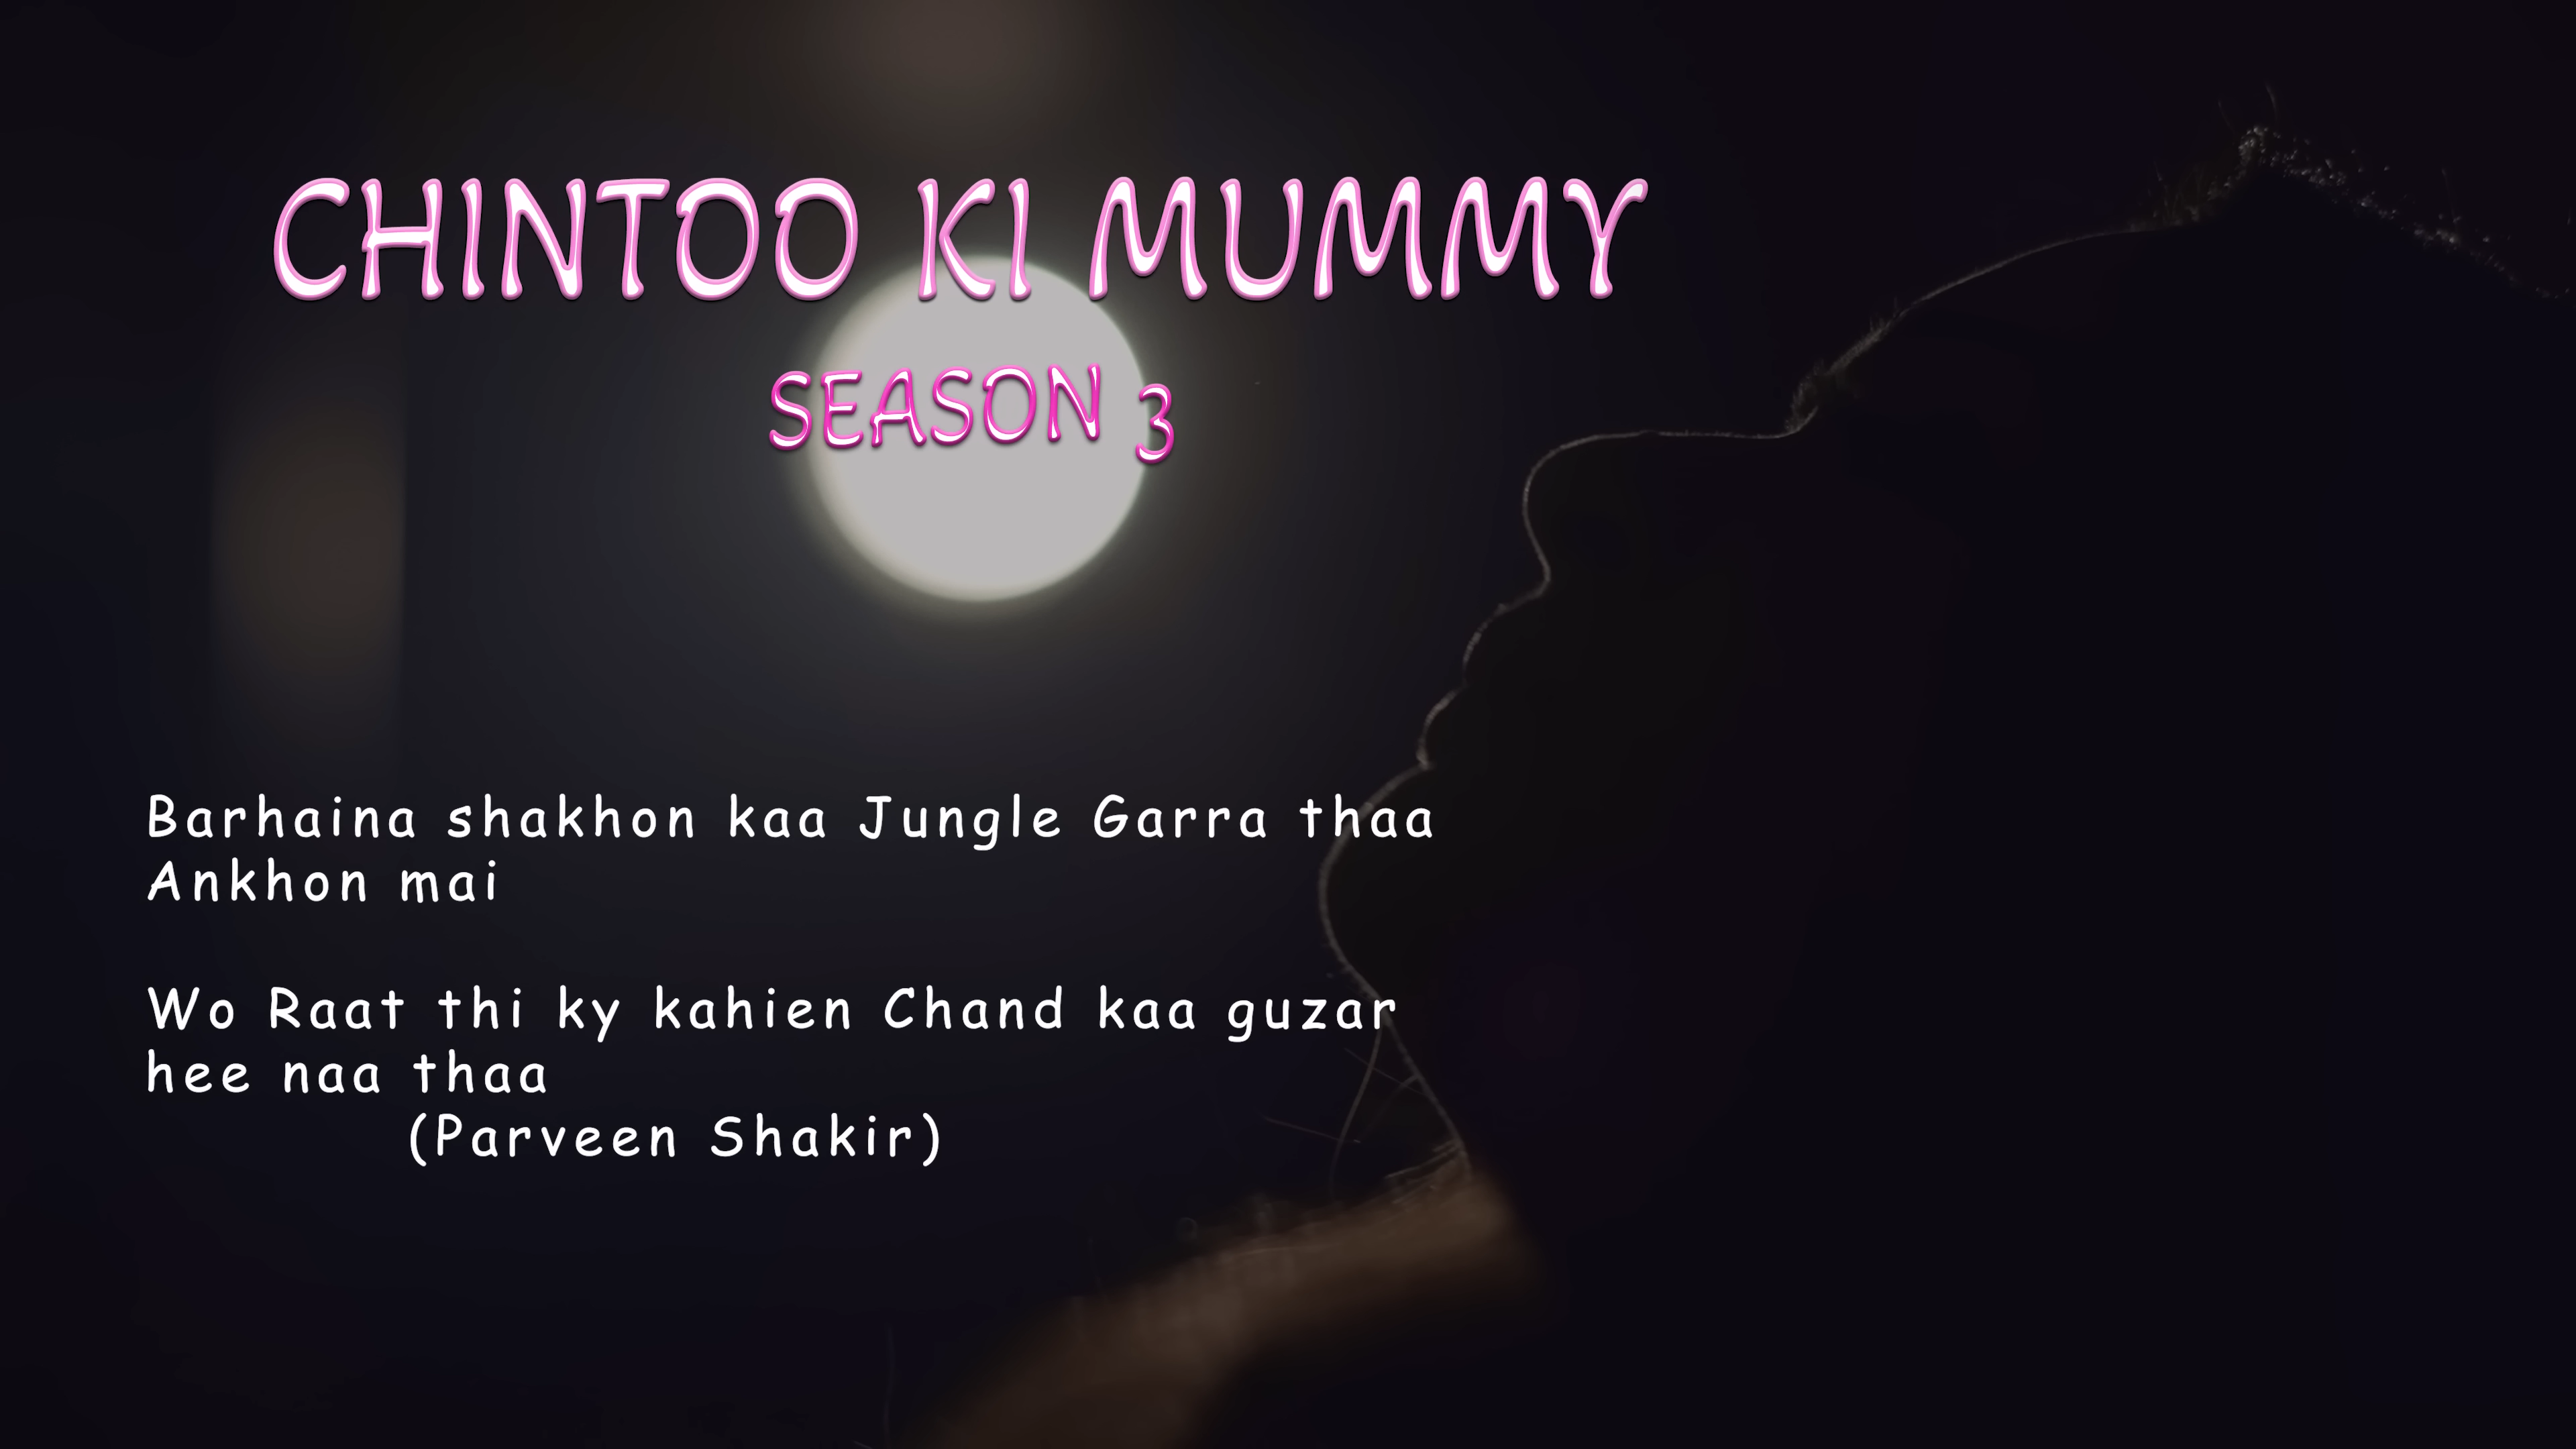 CHINTOO KI MUMMY
SEASON 3
Barhaina shakhon kaa Jungle Garra thaa
Ankhon mai
Wo Raat thi ky kahien Chand kaa guzar
hee naa thaa
(Parveen Shakir)